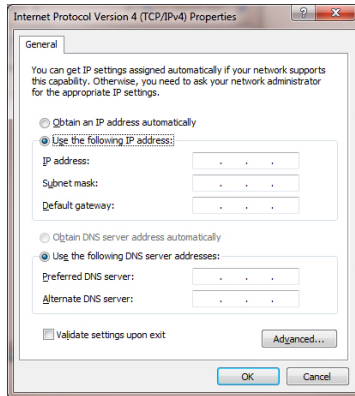 Internet Protocol Version 4 (TCP/IPv4) Properties
General
You can get IP settings assigned automatically if your network supports
this capability. Otherwise, you need to ask your network administrator
for the appropriate IP settings.
Obtain an IP address automatically
Use the following IP address:
IP address:
. . .
Subnet mask:
. . .
Default gateway:
. . .
Obtain DNS server address automatically
Use the following DNS server addresses:
Preferred DNS server:
. . .
Alternate DNS server:
. . .
Validate settings upon exit
Advanced...
OK
Cancel